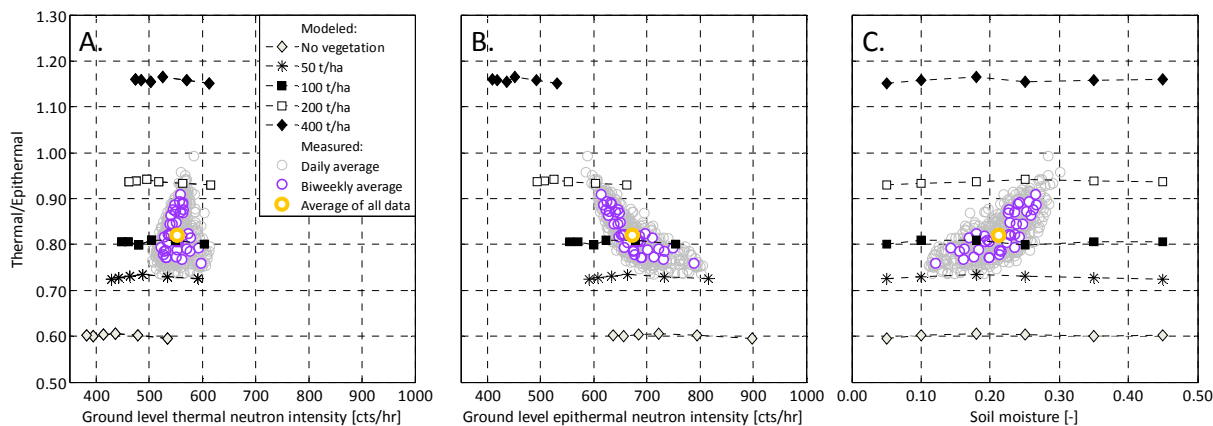 A.
B.
C.
Modeled:
No vegetation
50 t/ha
100 t/ha
200 t/ha
400 t/ha
Measured:
Daily average
Biweekly average
Average of all data
Thermal/Epithermal
1.30
1.20
1.10
1.00
0.90
0.80
0.70
0.60
0.50
400 500 600 700 800 900 1000
Ground level thermal neutron intensity [cts/hr]
400 500 600 700 800 900 1000
Ground level epithermal neutron intensity [cts/hr]
0.00 0.10 0.20 0.30 0.40 0.50
Soil moisture [-]